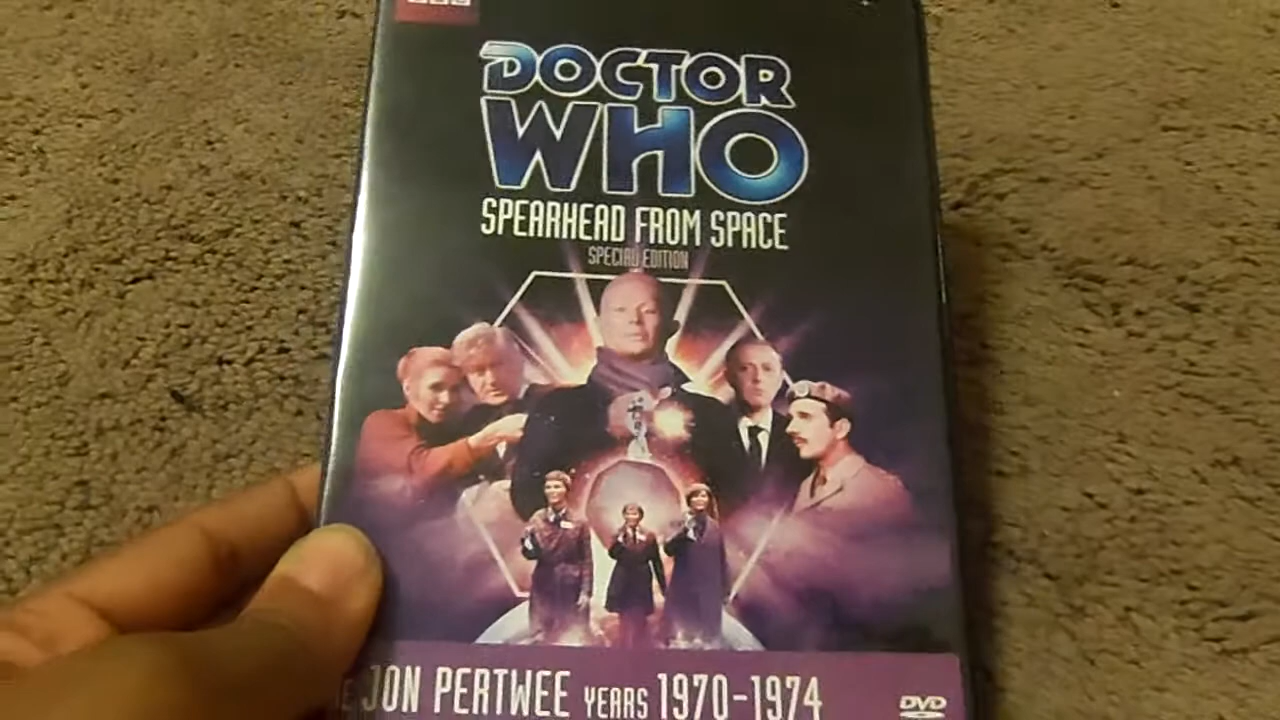 DOCTOR
WHO
SPEARHEAD FROM SPACE
SPECIAL EDITION
JON PERTWEE YEARS 1970-1974
DVD